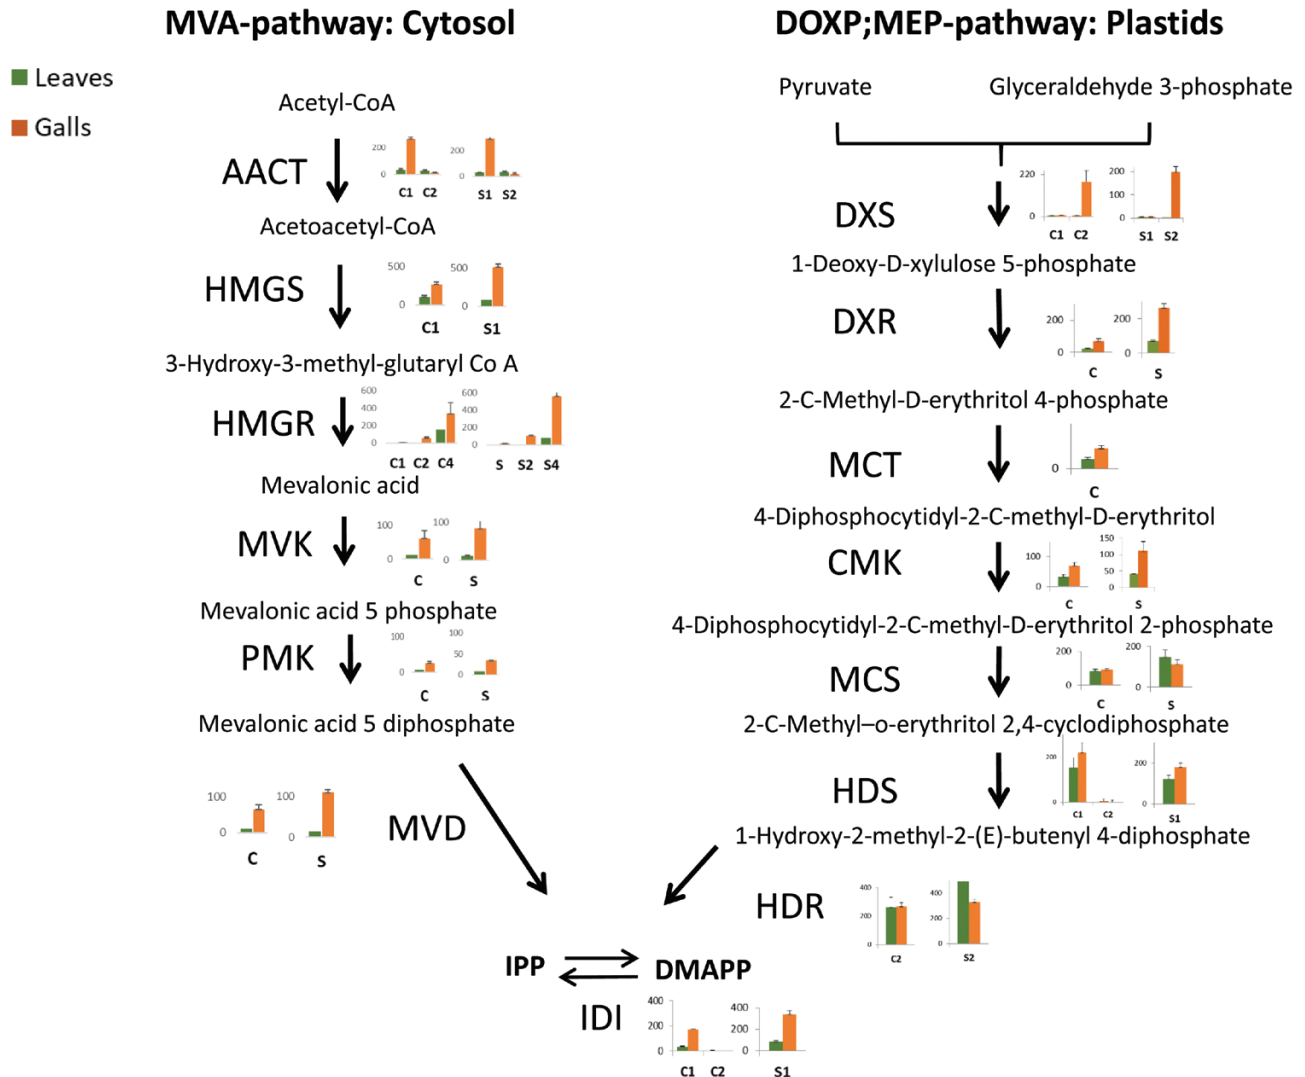 MVA-pathway: Cytosol
DOXP;MEP-pathway: Plastids
Leaves
Galls
Acetyl-CoA
AACT
200
0
C1 C2
200
0
S1 S2
Acetoacetyl-CoA
HMGS
500
0
C1
500
0
S1
3-Hydroxy-3-methyl-glutaryl Co A
HMGR
600
400
200
0
C1 C2 C4
600
400
200
0
S S2 S4
Mevalonic acid
MVK
100
0
C
100
0
S
Mevalonic acid 5 phosphate
PMK
100
0
C
100
50
0
S
Mevalonic acid 5 diphosphate
100
0
C
100
0
S
MVD
Pyruvate
Glyceraldehyde 3-phosphate
DXS
220
0
C1 C2
200
100
0
S1 S2
1-Deoxy-D-xylulose 5-phosphate
DXR
200
0
C
200
0
S
2-C-Methyl-D-erythritol 4-phosphate
MCT
0
C
4-Diphosphocytidyl-2-C-methyl-D-erythritol
CMK
100
0
C
150
100
50
0
S
4-Diphosphocytidyl-2-C-methyl-D-erythritol 2-phosphate
MCS
200
0
C
200
0
S
2-C-Methyl–o-erythritol 2,4-cyclodiphosphate
HDS
200
0
C1 C2
200
0
S1
1-Hydroxy-2-methyl-2-(E)-butenyl 4-diphosphate
HDR
400
200
0
C2
400
200
0
S2
IPP
DMAPP
IDI
400
200
0
C1 C2
400
200
0
S1